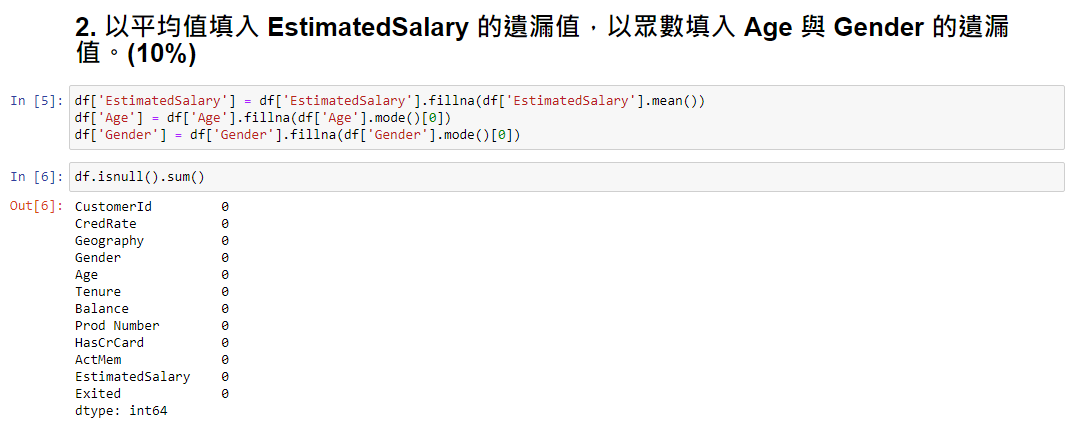 2. 以平均值填入 EstimatedSalary 的遺漏值，以眾數填入 Age 與 Gender 的遺漏
值。(10%)
In [5]: df['EstimatedSalary'] = df['EstimatedSalary'].fillna(df['EstimatedSalary'].mean())
df['Age'] = df['Age'].fillna(df['Age'].mode()[0])
df['Gender'] = df['Gender'].fillna(df['Gender'].mode()[0])
In [6]: df.isnull().sum()
Out[6]: CustomerId 0
CredRate 0
Geography 0
Gender 0
Age 0
Tenure 0
Balance 0
Prod Number 0
HasCrCard 0
ActMem 0
EstimatedSalary 0
Exited 0
dtype: int64